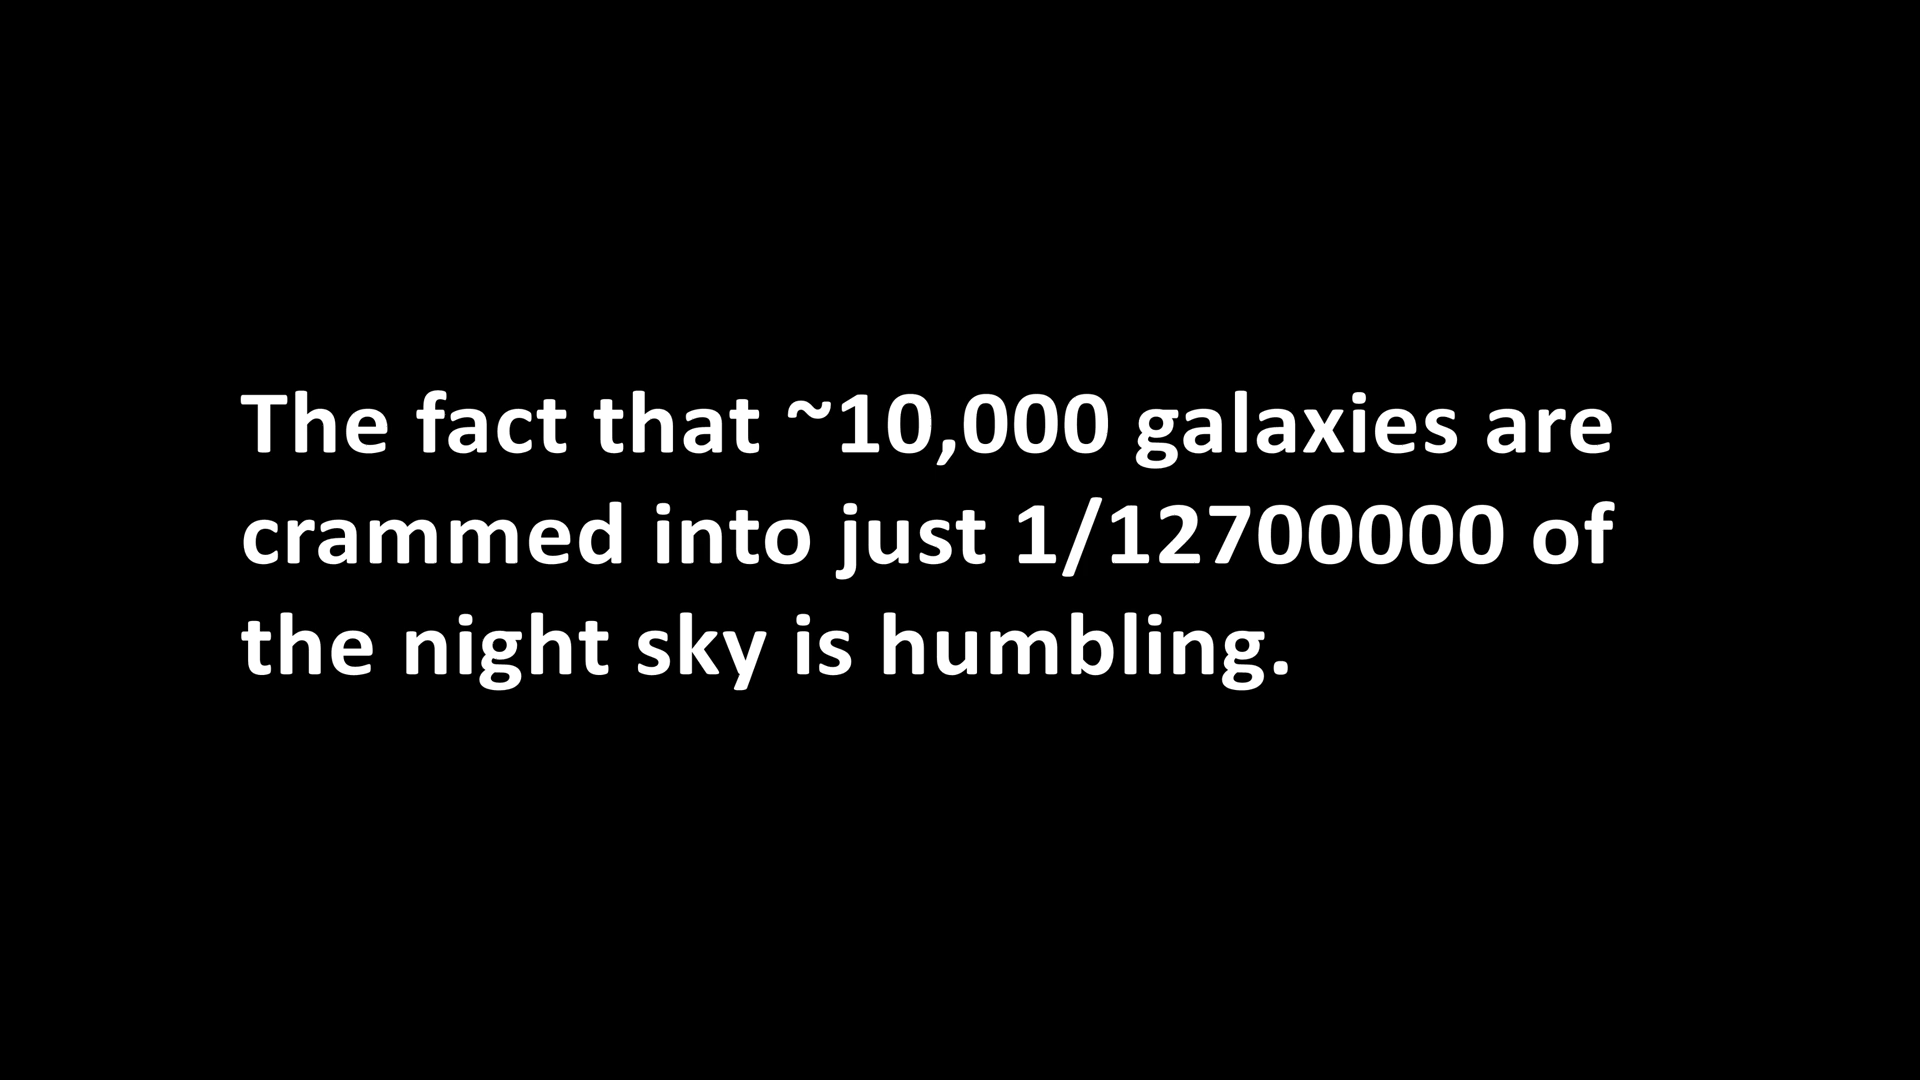 The fact that ~10,000 galaxies are
crammed into just 1/12700000 of
the night sky is humbling.